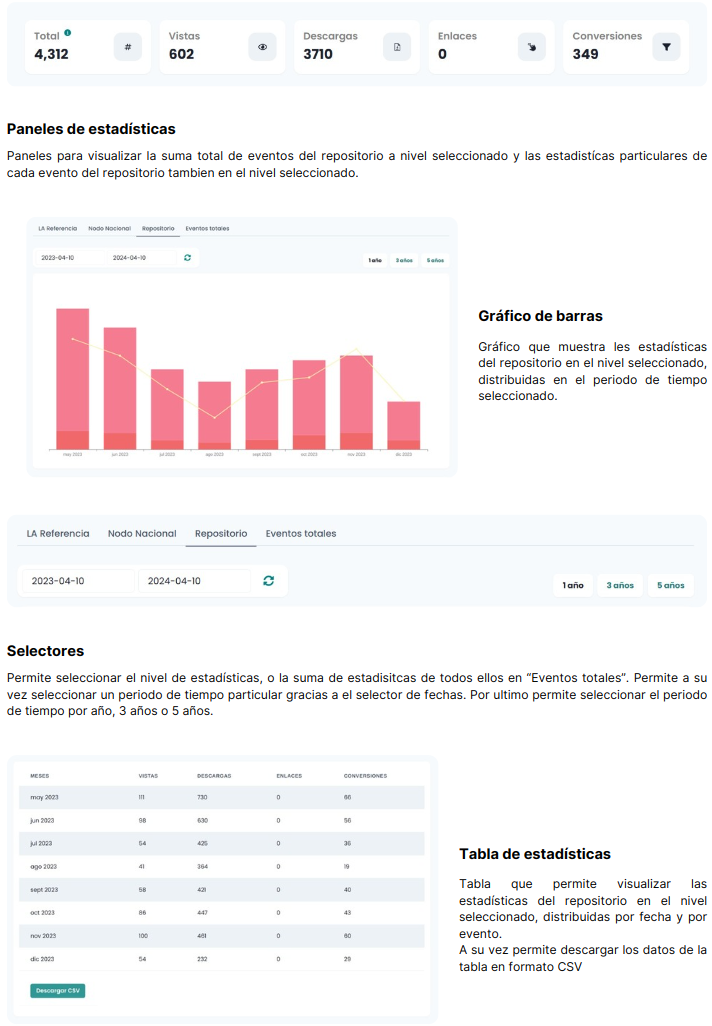 Total Vistas Descargas Enlaces Conversiones
4,312 602 3710 0 349
Paneles de estadísticas
Paneles para visualizar la suma total de eventos del repositorio a nivel seleccionado y las estadistícas particulares de
cada evento del repositorio tambien en el nivel seleccionado.
LA Referencia Nodo Nacional Repositorio Eventos totales
2023-04-10 2024-04-10 1 año 3 años 5 años
may 2023 jun 2023 jul 2023 ago 2023 sept 2023 oct 2023 nov 2023 dic 2023
Gráfico de barras
Gráfico que muestra les estadísticas
del repositorio en el nivel seleccionado,
distribuidas en el periodo de tiempo
seleccionado.
LA Referencia Nodo Nacional Repositorio Eventos totales
2023-04-10 2024-04-10 1 año 3 años 5 años
Selectores
Permite seleccionar el nivel de estadísticas, o la suma de estadisitcas de todos ellos en “Eventos totales”. Permite a su
vez seleccionar un periodo de tiempo particular gracias a el selector de fechas. Por ultimo permite seleccionar el periodo
de tiempo por año, 3 años o 5 años.
MESES VISTAS DESCARGAS ENLACES CONVERSIONES
may 2023 111 730 0 66
jun 2023 98 630 0 56
jul 2023 54 425 0 36
ago 2023 41 364 0 19
sept 2023 58 421 0 40
oct 2023 86 447 0 43
nov 2023 100 461 0 60
dic 2023 54 232 0 29
Descargar CSV
Tabla de estadísticas
Tabla que permite visualizar las
estadísticas del repositorio en el nivel
seleccionado, distribuidas por fecha y por
evento.
A su vez permite descargar los datos de la
tabla en formato CSV